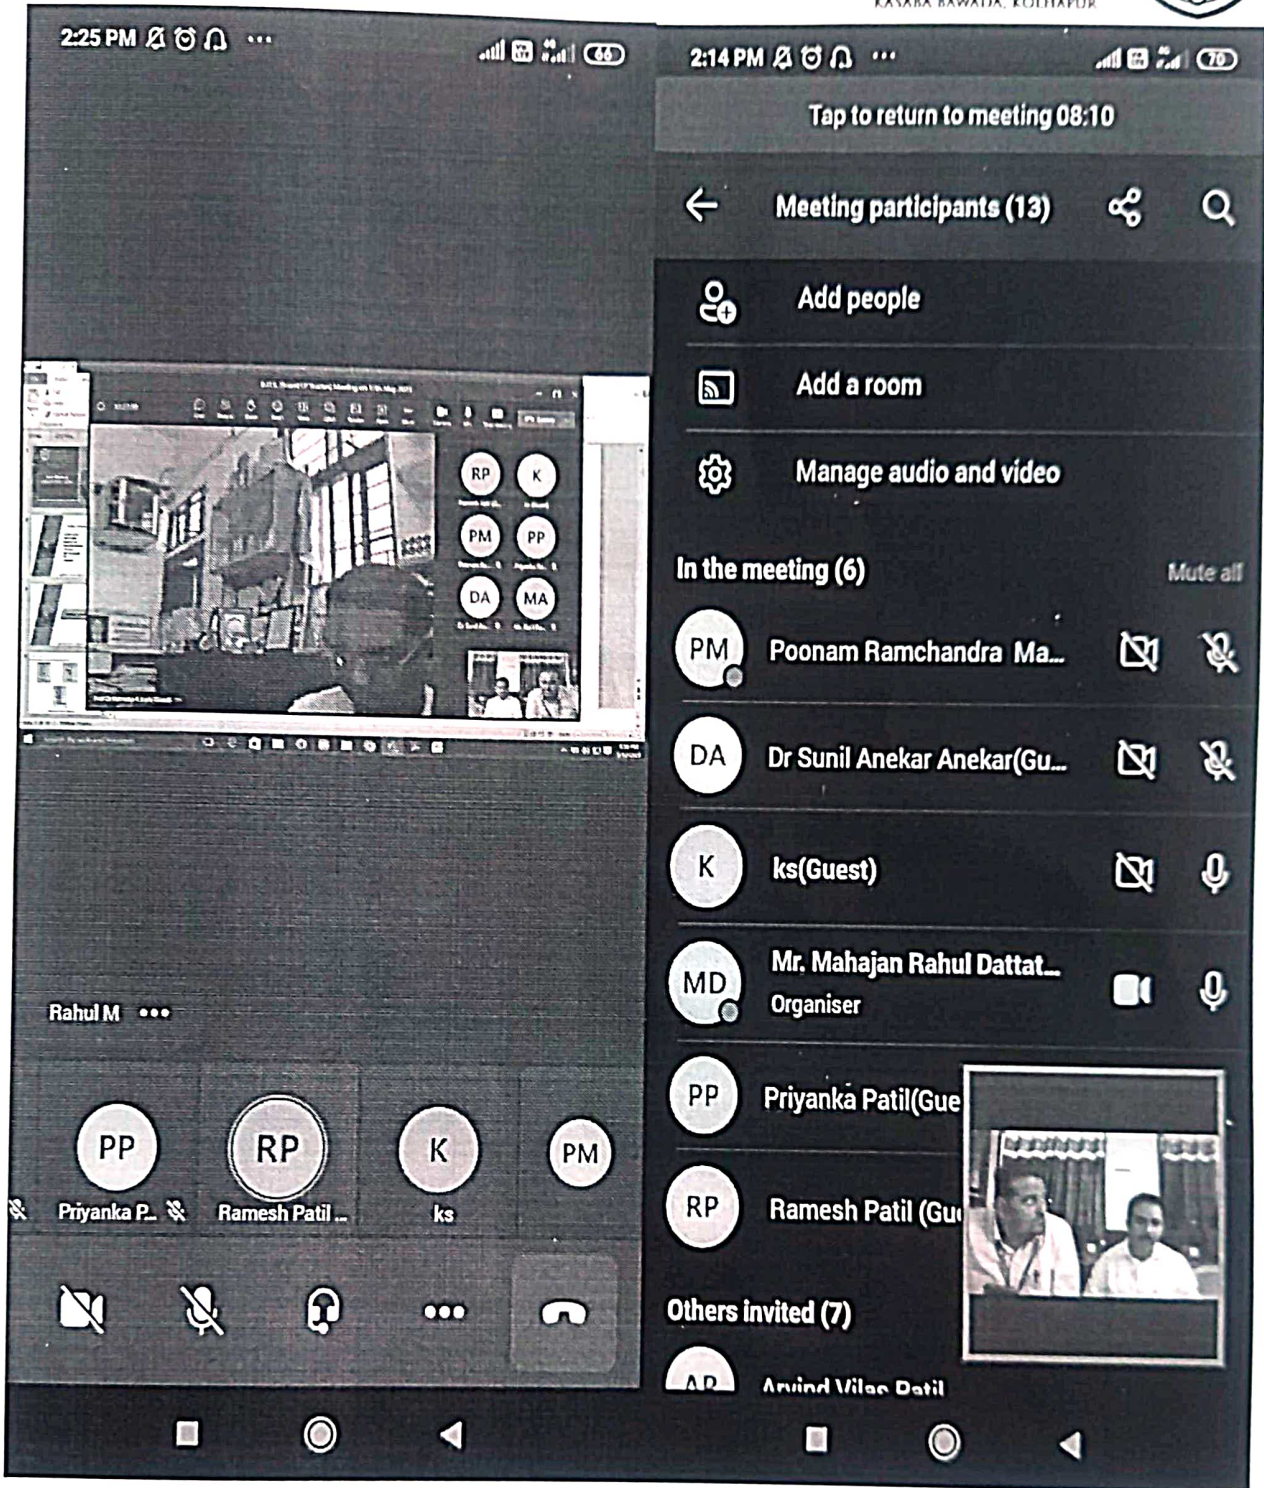 KASABA BAWADA, KOLHAPUR
2:25 PM
66
RP
K
PM
PP
DA
MA
Rahul M
PP
RP
K
PM
Priyanka P...
Ramesh Patil ...
ks
2:14 PM
70
Tap to return to meeting 08:10
Meeting participants (13)
Add people
Add a room
Manage audio and video
In the meeting (6)
Mute all
PM
Poonam Ramchandra Ma...
DA
Dr Sunil Anekar Anekar(Gu...
K
ks(Guest)
MD
Mr. Mahajan Rahul Dattat...
Organiser
PP
Priyanka Patil(Gue
RP
Ramesh Patil (Gu
Others invited (7)
AP
Arvind Vilas Patil